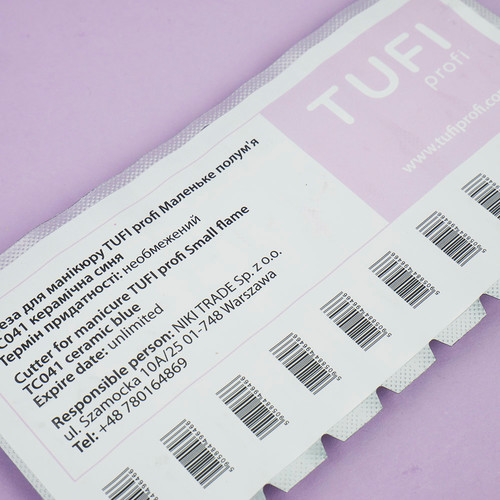 TUFI
profi
www.tufiprofi.com
еза для манікюру TUFI profi Маленьке полум'я
C041 керамічна синя
Термін придатності: необмежений
Cutter for manicure TUFI profi Small flame
TC041 ceramic blue
Expire date: unlimited
Responsible person: NIKI TRADE Sp. z o.o.
ul. Szamocka 10A/25 01-748 Warszawa
Tel: +48 780164869